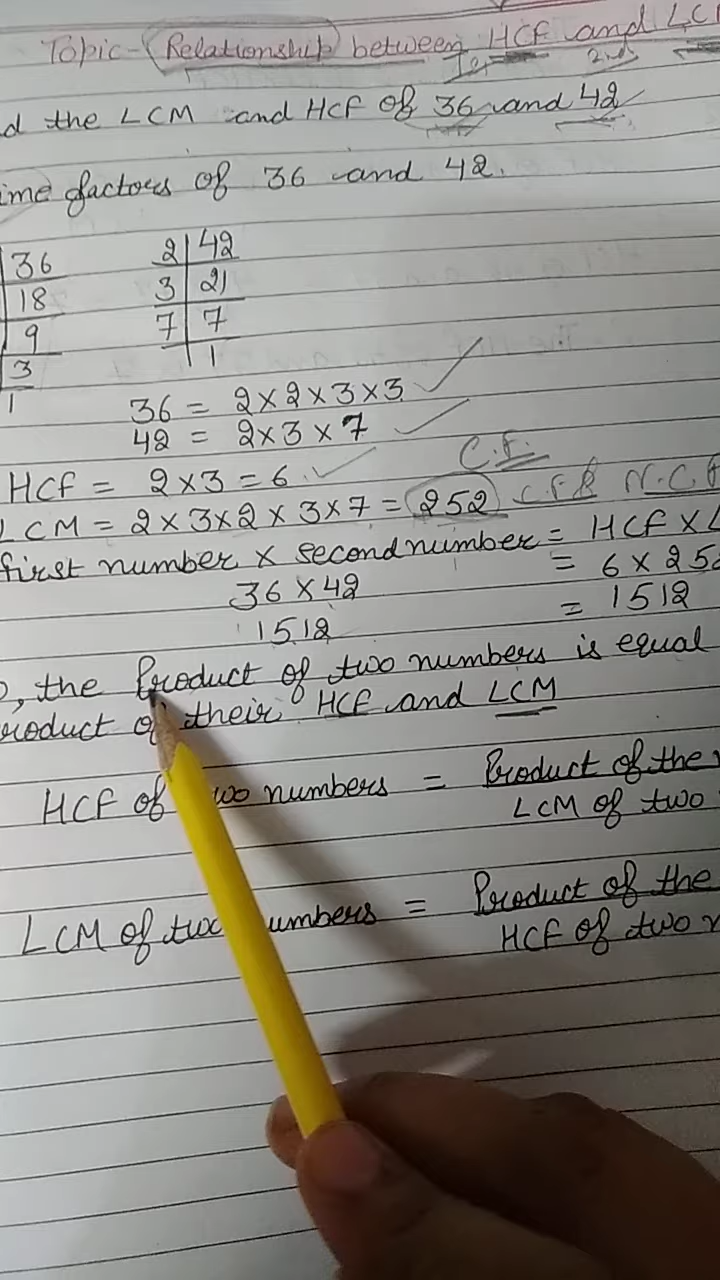 Topic- Relationship between HCF and LC
1st 2nd
d the LCM and HCF of 36 and 42
ime factors of 36 and 42.
36 2 42
18 3 21
9 7 7
3 1
1
36 = 2×2×3×3
42 = 2×3×7
HCF = 2×3=6 C.F.
LCM = 2×3×2×3×7 = 252 C.F & N.C.F
first number × second number = HCF × L
36×42 = 6×252
1512 = 1512
, the Product of two numbers is equal
roduct of their HCF and LCM
HCF of two numbers = Product of the
LCM of two
LCM of two numbers = Product of the
HCF of two